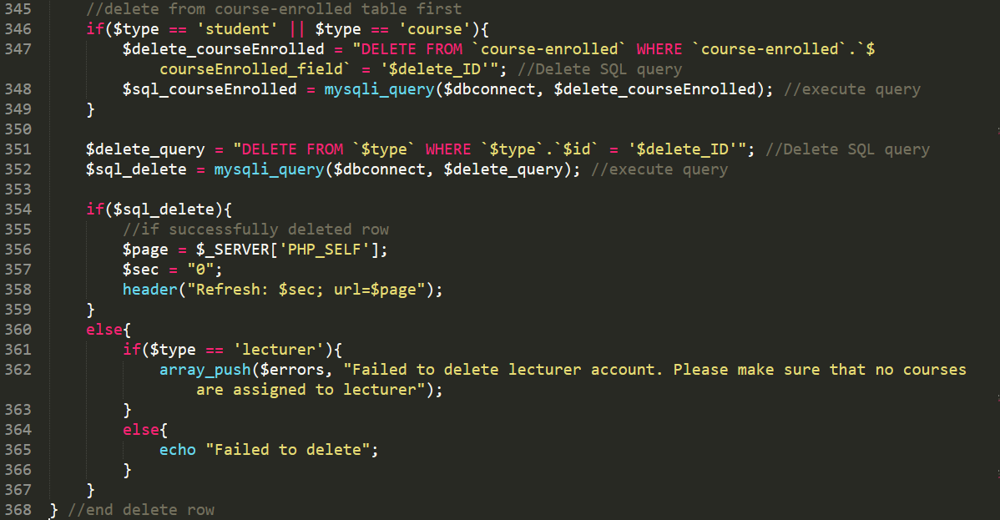 345 //delete from course-enrolled table first
346 if($type == 'student' || $type == 'course'){
347 $delete_courseEnrolled = "DELETE FROM `course-enrolled` WHERE `course-enrolled`.`$
courseEnrolled_field` = '$delete_ID'"; //Delete SQL query
348 $sql_courseEnrolled = mysqli_query($dbconnect, $delete_courseEnrolled); //execute query
349 }
350
351 $delete_query = "DELETE FROM `$type` WHERE `$type`.`$id` = '$delete_ID'"; //Delete SQL query
352 $sql_delete = mysqli_query($dbconnect, $delete_query); //execute query
353
354 if($sql_delete){
355 //if successfully deleted row
356 $page = $_SERVER['PHP_SELF'];
357 $sec = "0";
358 header("Refresh: $sec; url=$page");
359 }
360 else{
361 if($type == 'lecturer'){
362 array_push($errors, "Failed to delete lecturer account. Please make sure that no courses
are assigned to lecturer");
363 }
364 else{
365 echo "Failed to delete";
366 }
367 }
368 } //end delete row